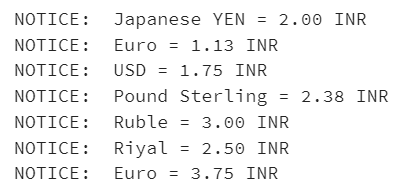 NOTICE:  Japanese YEN = 2.00 INR
NOTICE:  Euro = 1.13 INR
NOTICE:  USD = 1.75 INR
NOTICE:  Pound Sterling = 2.38 INR
NOTICE:  Ruble = 3.00 INR
NOTICE:  Riyal = 2.50 INR
NOTICE:  Euro = 3.75 INR